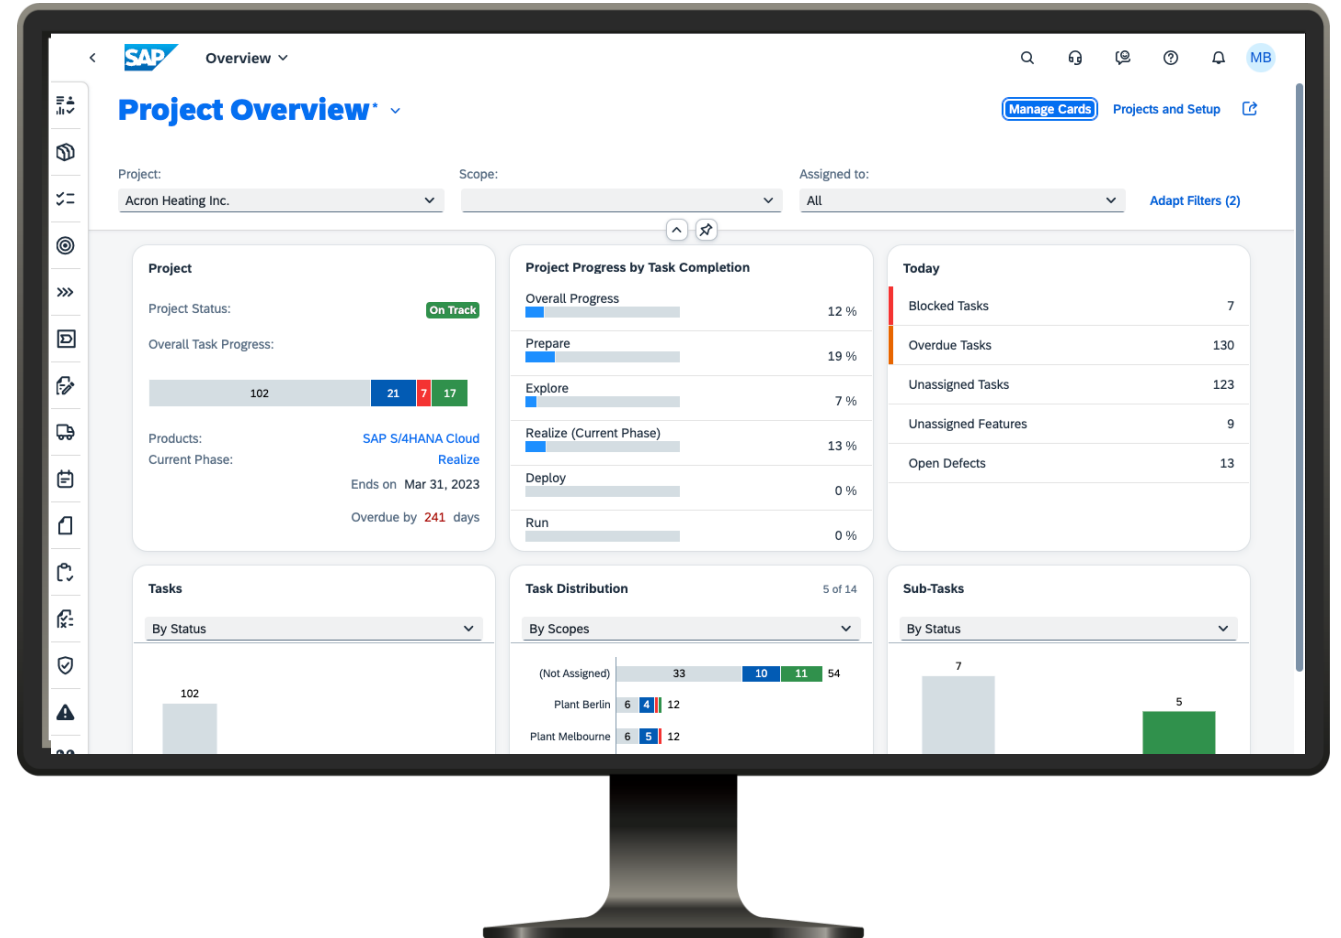 SAP Overview MB
Project Overview*
Manage Cards Projects and Setup
Project: Scope: Assigned to:
Acron Heating Inc. All Adapt Filters (2)
Project
Project Status: On Track
Overall Task Progress:
102 21 7 17
Products: SAP S/4HANA Cloud
Current Phase: Realize
Ends on Mar 31, 2023
Overdue by 241 days
Project Progress by Task Completion
Overall Progress
12 %
Prepare
19 %
Explore
7 %
Realize (Current Phase)
13 %
Deploy
0 %
Run
0 %
Today
Blocked Tasks 7
Overdue Tasks 130
Unassigned Tasks 123
Unassigned Features 9
Open Defects 13
Tasks
By Status
102
Task Distribution 5 of 14
By Scopes
(Not Assigned) 33 10 11 54
Plant Berlin 6 4 12
Plant Melbourne 6 5 12
Sub-Tasks
By Status
7
5